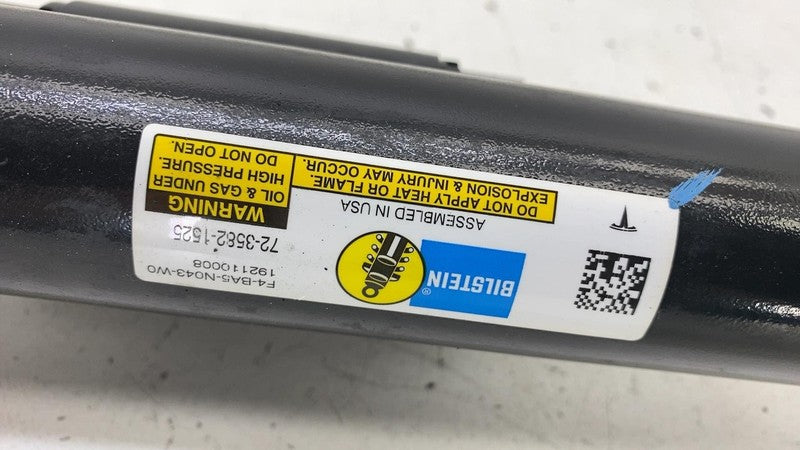 F4-BA5-N043-W0
192110008
72-3582-1525
WARNING
OIL & GAS UNDER
HIGH PRESSURE.
DO NOT OPEN.
BILSTEIN®
ASSEMBLED IN USA
DO NOT APPLY HEAT OR FLAME.
EXPLOSION & INJURY MAY OCCUR.